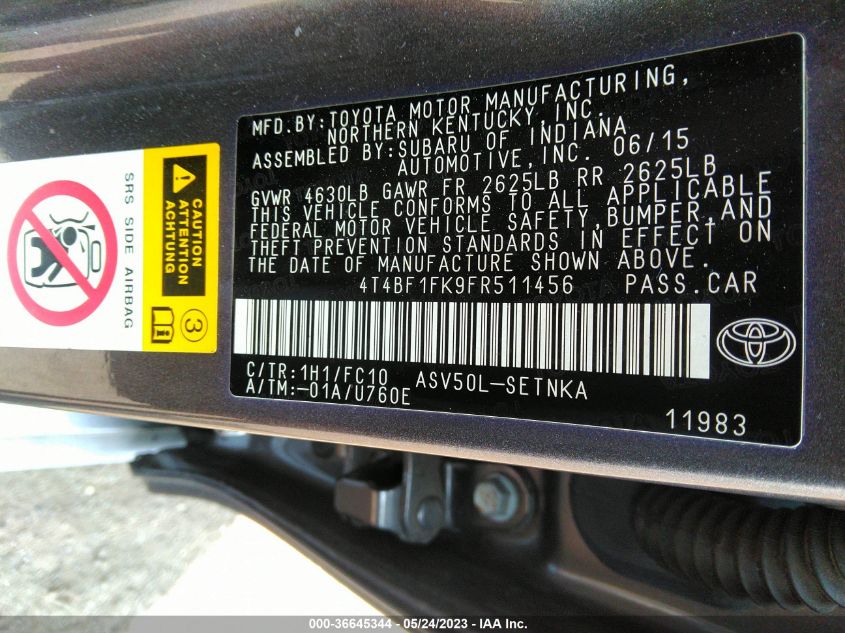 MFD.BY:TOYOTA MOTOR MANUFACTURING,
NORTHERN KENTUCKY, INC.
ASSEMBLED BY:SUBARU OF INDIANA
AUTOMOTIVE,INC. 06/15
GVWR 4630LB GAWR FR 2625LB RR 2625LB
THIS VEHICLE CONFORMS TO ALL APPLICABLE
FEDERAL MOTOR VEHICLE SAFETY,BUMPER,AND
THEFT PREVENTION STANDARDS IN EFFECT ON
THE DATE OF MANUFACTURE SHOWN ABOVE.
4T4BF1FK9FR511456 PASS.CAR
C/TR:1H1/FC10 ASV50L-SETNKA
A/TM:-01A/U760E
11983
CAUTION
ATTENTION
ACHTUNG
3
SRS SIDE AIRBAG
000-36645344 - 05/24/2023 - IAA Inc.